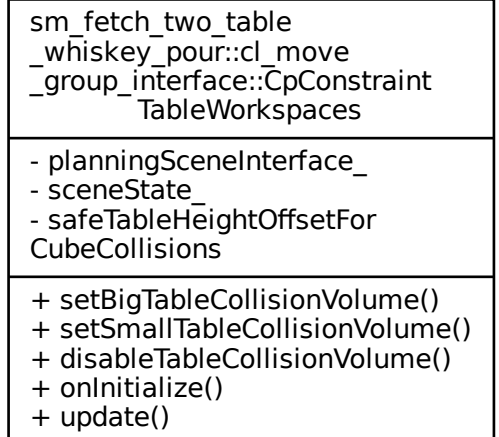 sm_fetch_two_table
_whiskey_pour::cl_move
_group_interface::CpConstraint
TableWorkspaces
- planningSceneInterface_
- sceneState_
- safeTableHeightOffsetFor
CubeCollisions
+ setBigTableCollisionVolume()
+ setSmallTableCollisionVolume()
+ disableTableCollisionVolume()
+ onInitialize()
+ update()